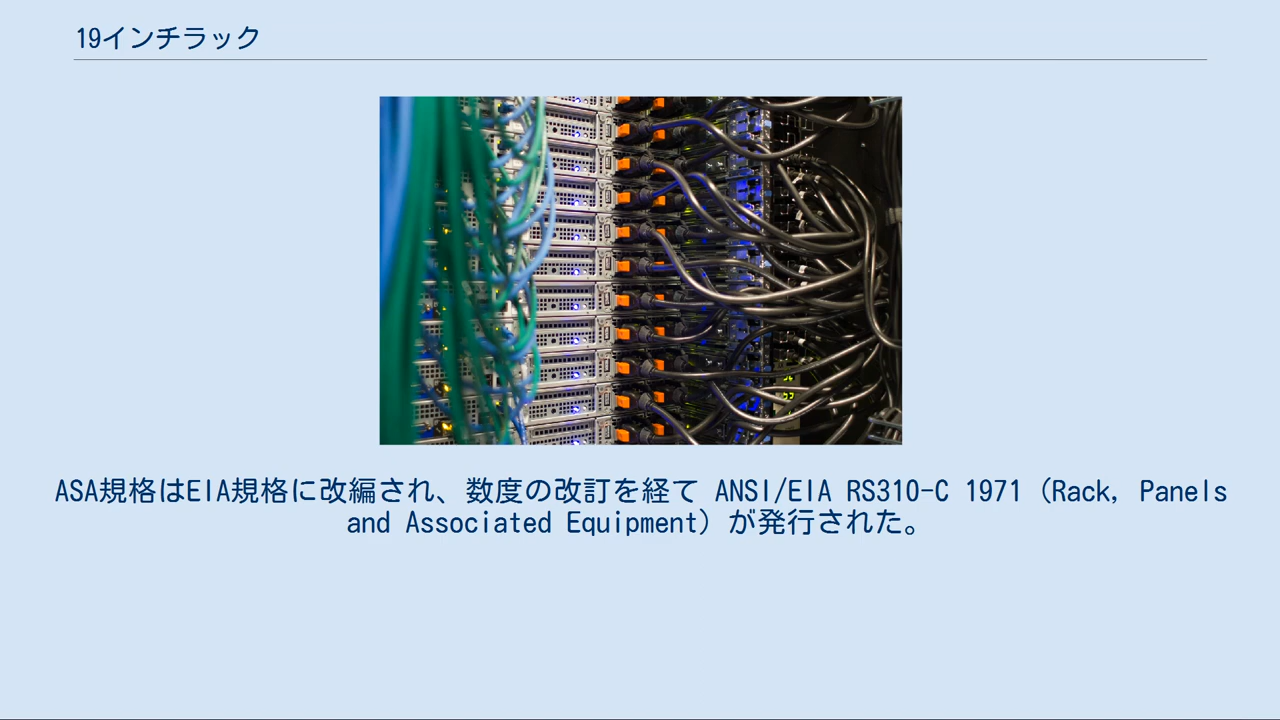 19インチラック
ASA規格はEIA規格に改編され、数度の改訂を経て ANSI/EIA RS310-C 1971（Rack, Panels
and Associated Equipment）が発行された。